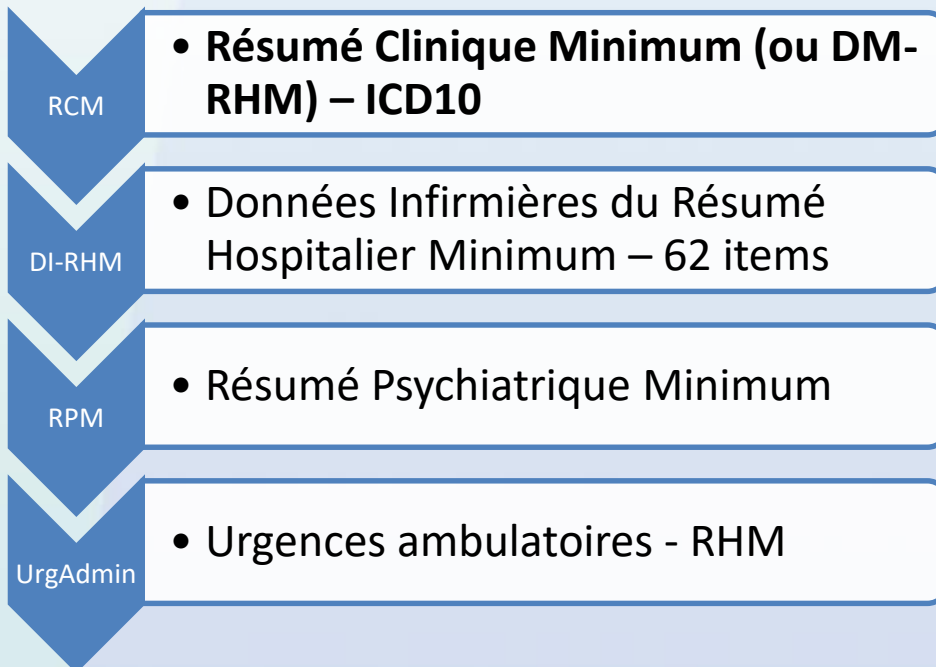 RCM
• Résumé Clinique Minimum (ou DM-
RHM) – ICD10
DI-RHM
• Données Infirmières du Résumé
Hospitalier Minimum – 62 items
RPM
• Résumé Psychiatrique Minimum
UrgAdmin
• Urgences ambulatoires - RHM